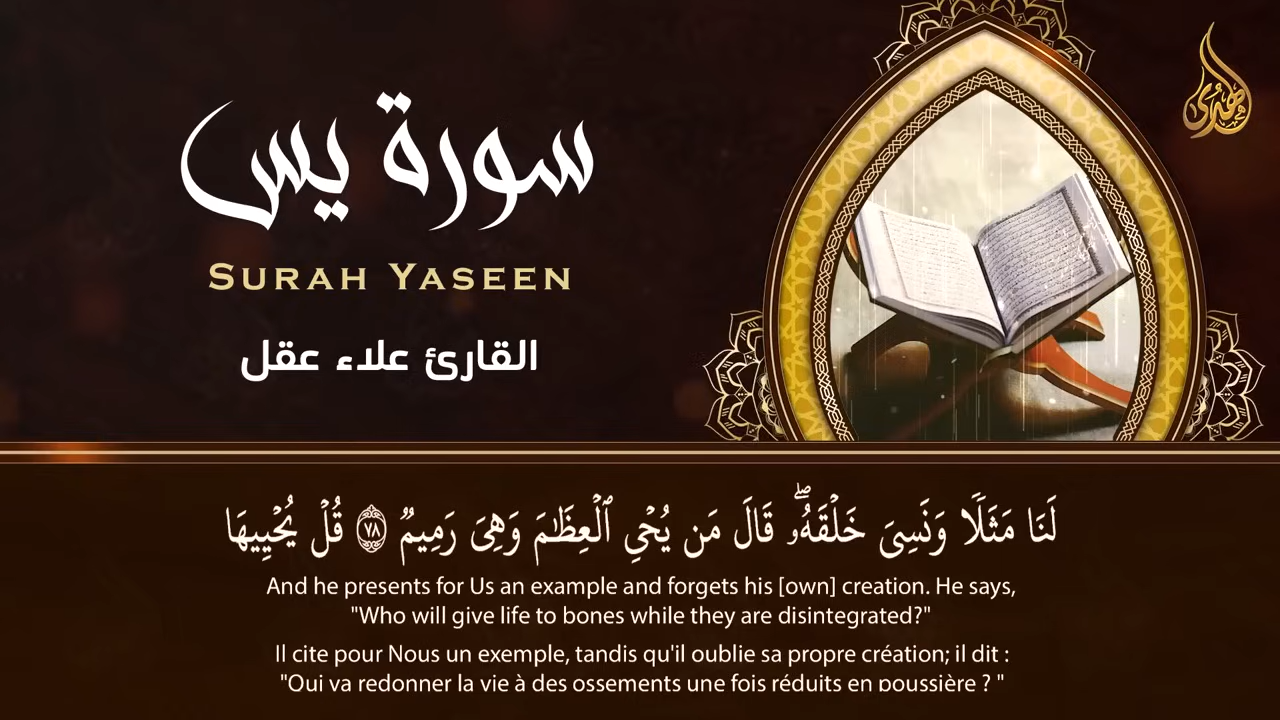 سورة يس
SURAH YASEEN
القارئ علاء عقل
هدى
لَنَا مَثَلًا وَنَسِىَ خَلْقَهُۥ ۖ قَالَ مَن يُحْىِ ٱلْعِظَٰمَ وَهِىَ رَمِيمٌ ﴿٧٨﴾ قُلْ يُحْيِيهَا
And he presents for Us an example and forgets his [own] creation. He says,
"Who will give life to bones while they are disintegrated?"
Il cite pour Nous un exemple, tandis qu'il oublie sa propre création; il dit :
"Qui va redonner la vie à des ossements une fois réduits en poussière ? "